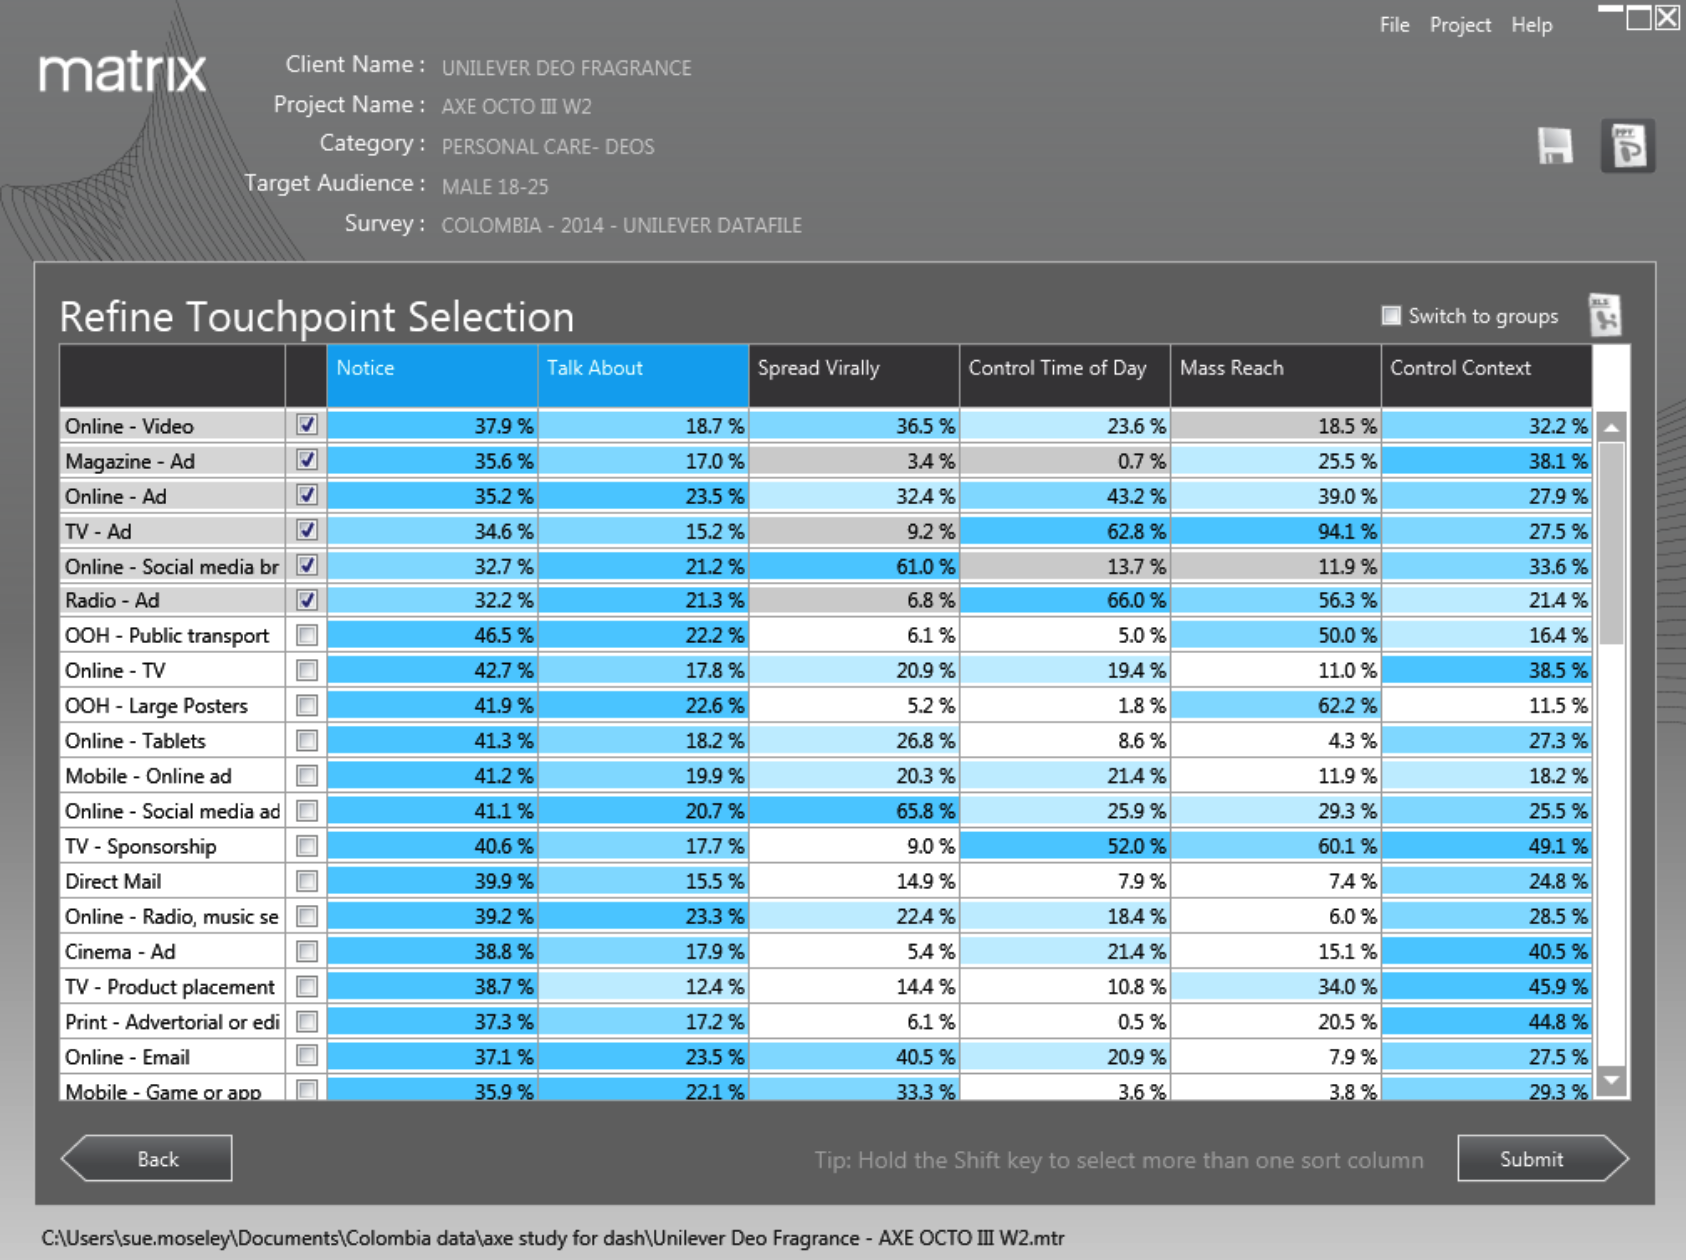 File Project Help
matrix
Client Name : UNILEVER DEO FRAGRANCE
Project Name : AXE OCTO III W2
Category : PERSONAL CARE- DEOS
Target Audience : MALE 18-25
Survey : COLOMBIA - 2014 - UNILEVER DATAFILE
PPT
Refine Touchpoint Selection
Switch to groups
XLS
Notice Talk About Spread Virally Control Time of Day Mass Reach Control Context
Online - Video 37.9 % 18.7 % 36.5 % 23.6 % 18.5 % 32.2 %
Magazine - Ad 35.6 % 17.0 % 3.4 % 0.7 % 25.5 % 38.1 %
Online - Ad 35.2 % 23.5 % 32.4 % 43.2 % 39.0 % 27.9 %
TV - Ad 34.6 % 15.2 % 9.2 % 62.8 % 94.1 % 27.5 %
Online - Social media br 32.7 % 21.2 % 61.0 % 13.7 % 11.9 % 33.6 %
Radio - Ad 32.2 % 21.3 % 6.8 % 66.0 % 56.3 % 21.4 %
OOH - Public transport 46.5 % 22.2 % 6.1 % 5.0 % 50.0 % 16.4 %
Online - TV 42.7 % 17.8 % 20.9 % 19.4 % 11.0 % 38.5 %
OOH - Large Posters 41.9 % 22.6 % 5.2 % 1.8 % 62.2 % 11.5 %
Online - Tablets 41.3 % 18.2 % 26.8 % 8.6 % 4.3 % 27.3 %
Mobile - Online ad 41.2 % 19.9 % 20.3 % 21.4 % 11.9 % 18.2 %
Online - Social media ad 41.1 % 20.7 % 65.8 % 25.9 % 29.3 % 25.5 %
TV - Sponsorship 40.6 % 17.7 % 9.0 % 52.0 % 60.1 % 49.1 %
Direct Mail 39.9 % 15.5 % 14.9 % 7.9 % 7.4 % 24.8 %
Online - Radio, music se 39.2 % 23.3 % 22.4 % 18.4 % 6.0 % 28.5 %
Cinema - Ad 38.8 % 17.9 % 5.4 % 21.4 % 15.1 % 40.5 %
TV - Product placement 38.7 % 12.4 % 14.4 % 10.8 % 34.0 % 45.9 %
Print - Advertorial or edi 37.3 % 17.2 % 6.1 % 0.5 % 20.5 % 44.8 %
Online - Email 37.1 % 23.5 % 40.5 % 20.9 % 7.9 % 27.5 %
Mobile - Game or app 35.9 % 22.1 % 33.3 % 3.6 % 3.8 % 29.3 %
Back
Tip: Hold the Shift key to select more than one sort column
Submit
C:\Users\sue.moseley\Documents\Colombia data\axe study for dash\Unilever Deo Fragrance - AXE OCTO III W2.mtr